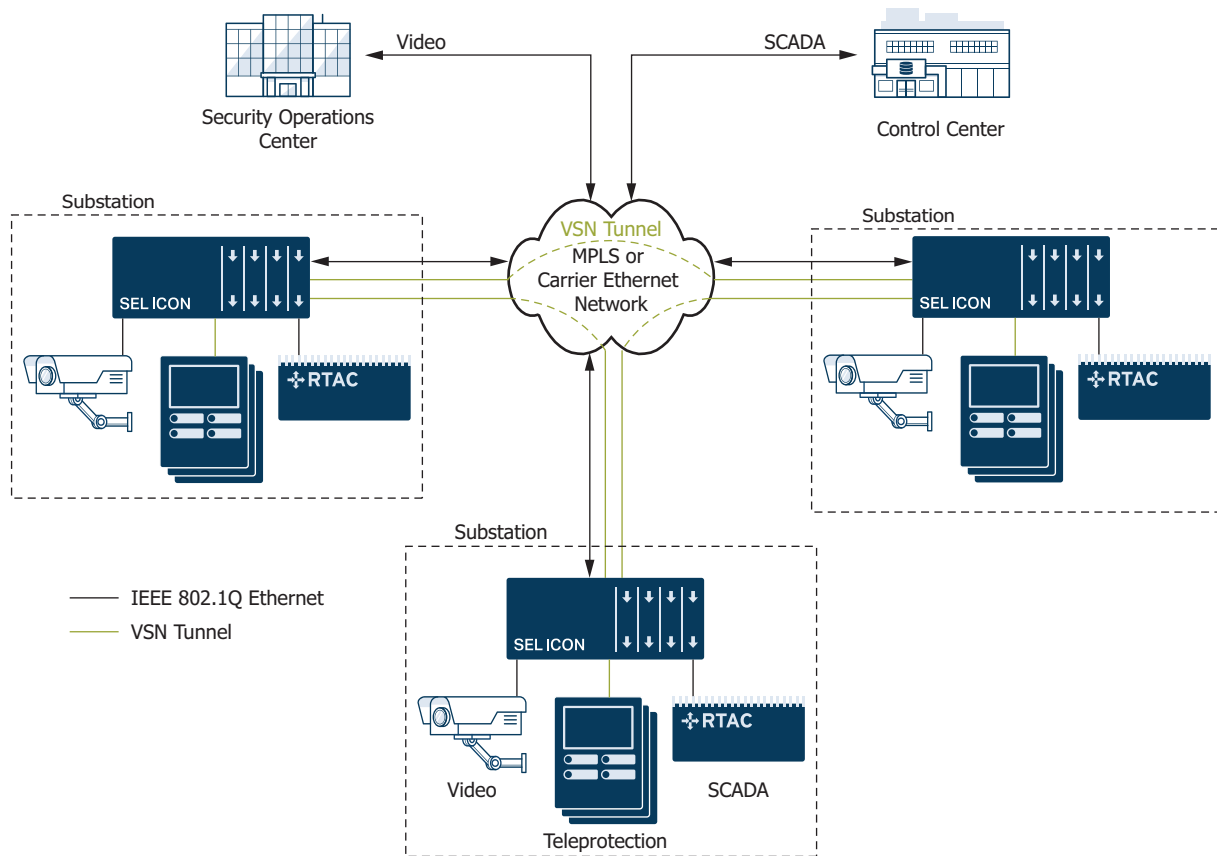 Video
SCADA
Security Operations
Center
Control Center
Substation
Substation
VSN Tunnel
MPLS or
Carrier Ethernet
Network
SEL ICON
SEL ICON
RTAC
RTAC
Substation
IEEE 802.1Q Ethernet
VSN Tunnel
SEL ICON
RTAC
Video
SCADA
Teleprotection